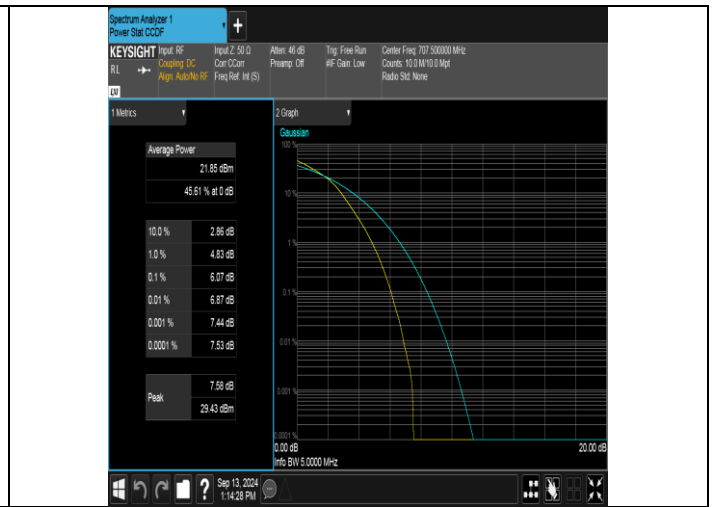 Spectrum Analyzer 1
Power Stat CCDF
+
KEYSIGHT Input: RF Input Z: 50 Ω Atten: 46 dB Trig: Free Run Center Freq: 707.500000 MHz
RL Coupling: DC Corr CCorr Preamp: Off #IF Gain: Low Counts: 10.0 M/10.0 Mpt
Align: Auto/No RF Freq Ref: Int (S) Radio Std: None
LXI
1 Metrics
2 Graph
Average Power
21.85 dBm
45.61 % at 0 dB
10.0 % 2.86 dB
1.0 % 4.83 dB
0.1 % 6.07 dB
0.01 % 6.87 dB
0.001 % 7.44 dB
0.0001 % 7.53 dB
Peak 7.58 dB
29.43 dBm
Gaussian
100 %
10 %
1 %
0.1 %
0.01 %
0.001 %
0.0001 %
0.00 dB 20.00 dB
Info BW 5.0000 MHz
? Sep 13, 2024
1:14:28 PM